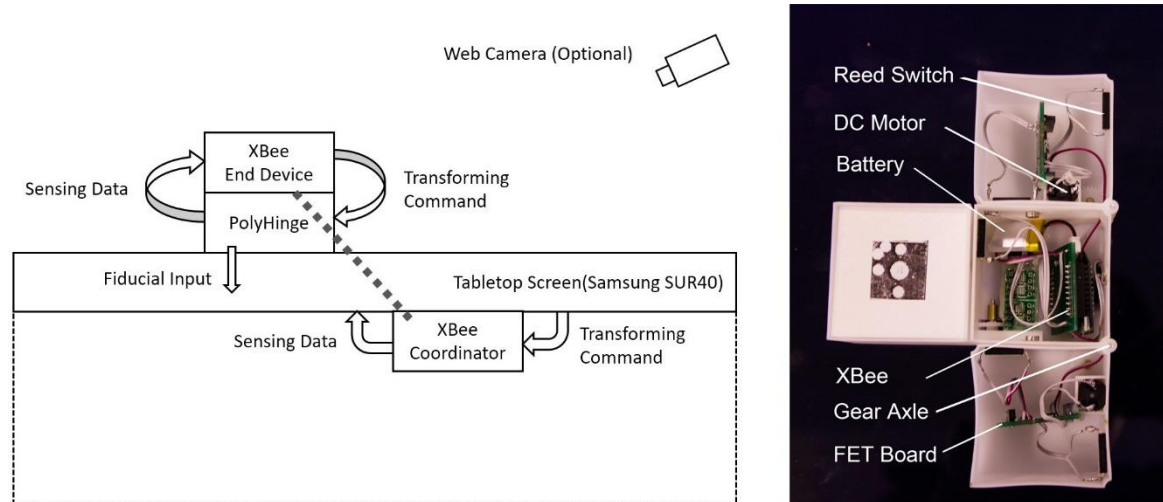 Web Camera (Optional)
XBee
End Device
Sensing Data
Transforming
Command
PolyHinge
Fiducial Input
Tabletop Screen(Samsung SUR40)
Sensing Data
XBee
Coordinator
Transforming
Command
Reed Switch
DC Motor
Battery
XBee
Gear Axle
FET Board